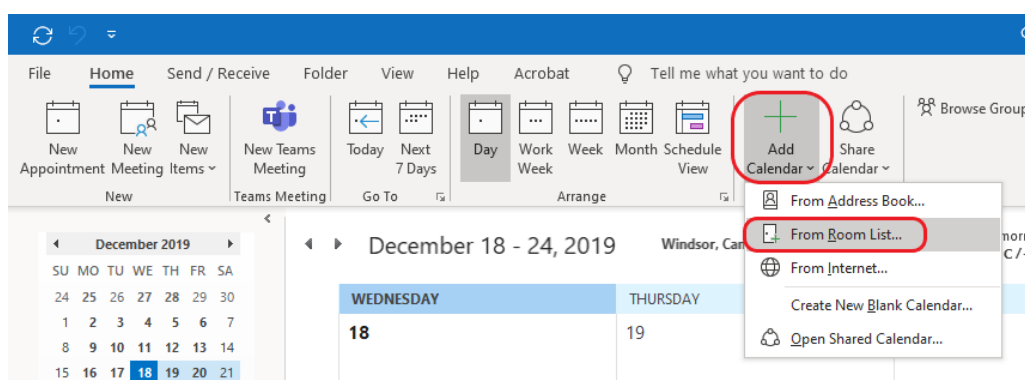 File Home Send / Receive Folder View Help Acrobat Tell me what you want to do
New Appointment
New Meeting
New Items
New Teams Meeting
Today
Next 7 Days
Day
Work Week
Week
Month
Schedule View
Add Calendar
Share Calendar
Browse Group
New
Teams Meeting
Go To
Arrange
From Address Book...
From Room List...
From Internet...
Create New Blank Calendar...
Open Shared Calendar...
December 2019
SU MO TU WE TH FR SA
24 25 26 27 28 29 30
1 2 3 4 5 6 7
8 9 10 11 12 13 14
15 16 17 18 19 20 21
December 18 - 24, 2019
Windsor,
WEDNESDAY
THURSDAY
18
19